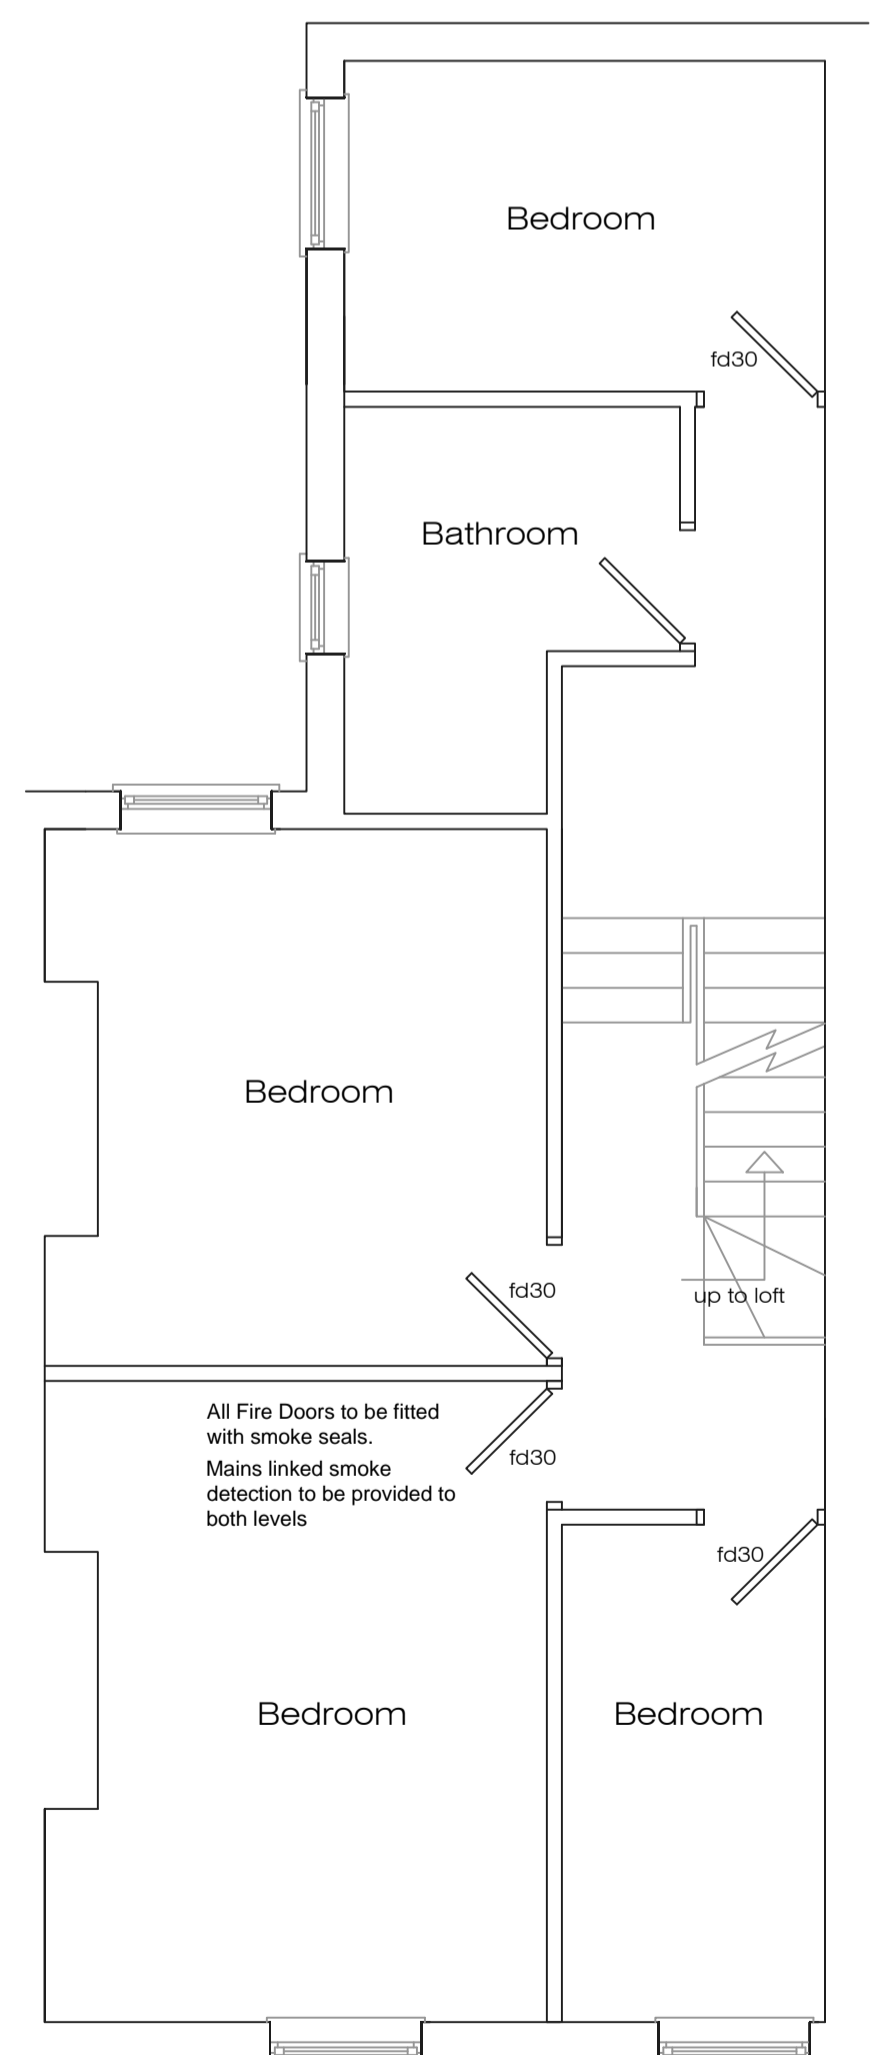 Bedroom
fd30
Bathroom
Bedroom
fd30
up to loft
All Fire Doors to be fitted
with smoke seals.
Mains linked smoke
detection to be provided to
both levels
fd30
fd30
Bedroom
Bedroom